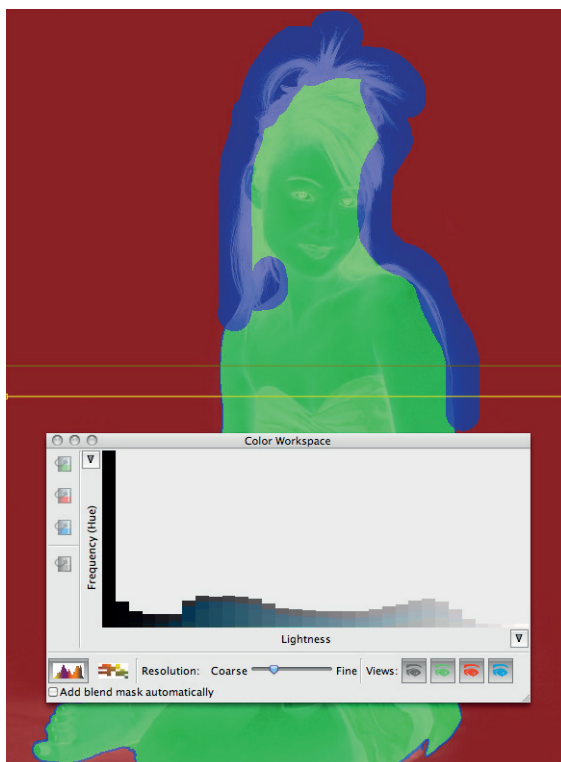 Color Workspace
Frequency (Hue)
Lightness
Resolution: Coarse Fine Views:
Add blend mask automatically